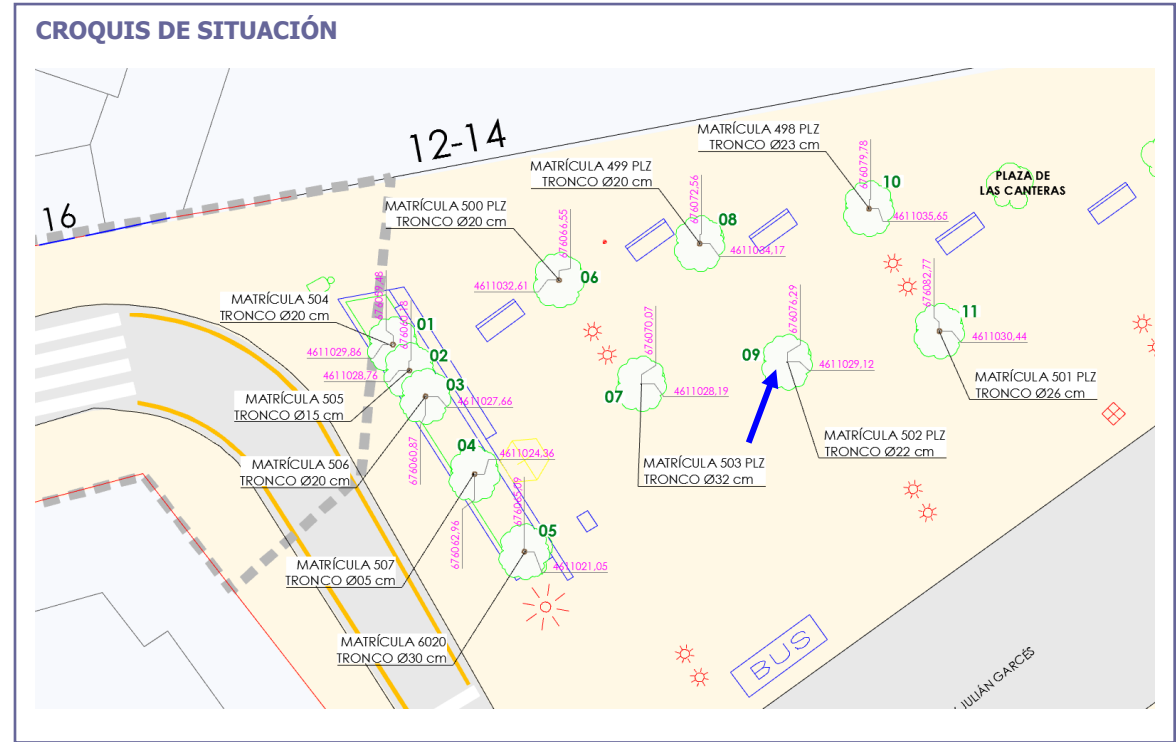 CROQUIS DE SITUACIÓN
12-14
16
MATRÍCULA 498 PLZ
TRONCO Ø23 cm
676079,78
10
4611035,65
PLAZA DE
LAS CANTERAS
MATRÍCULA 499 PLZ
TRONCO Ø20 cm
676072,56
08
4611034,17
MATRÍCULA 500 PLZ
TRONCO Ø20 cm
676066,55
06
4611032,61
MATRÍCULA 504
TRONCO Ø20 cm
676059,48
01
4611029,86
676060,18
02
4611028,76
MATRÍCULA 505
TRONCO Ø15 cm
03
4611027,66
676060,87
MATRÍCULA 506
TRONCO Ø20 cm
04
4611024,36
676062,96
MATRÍCULA 507
TRONCO Ø05 cm
676065,09
05
4611021,05
MATRÍCULA 6020
TRONCO Ø30 cm
676070,07
07
4611028,19
MATRÍCULA 503 PLZ
TRONCO Ø32 cm
676076,29
09
4611029,12
MATRÍCULA 502 PLZ
TRONCO Ø22 cm
676082,77
11
4611030,44
MATRÍCULA 501 PLZ
TRONCO Ø26 cm
BUS
JULIÁN GARCÉS